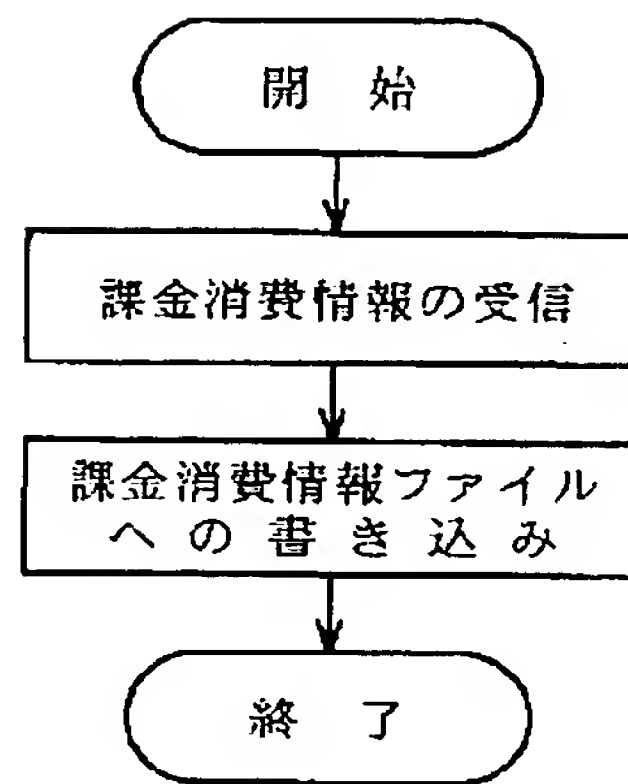 開 始
課金消費情報の受信
課金消費情報ファイル
への書き込み
終 了